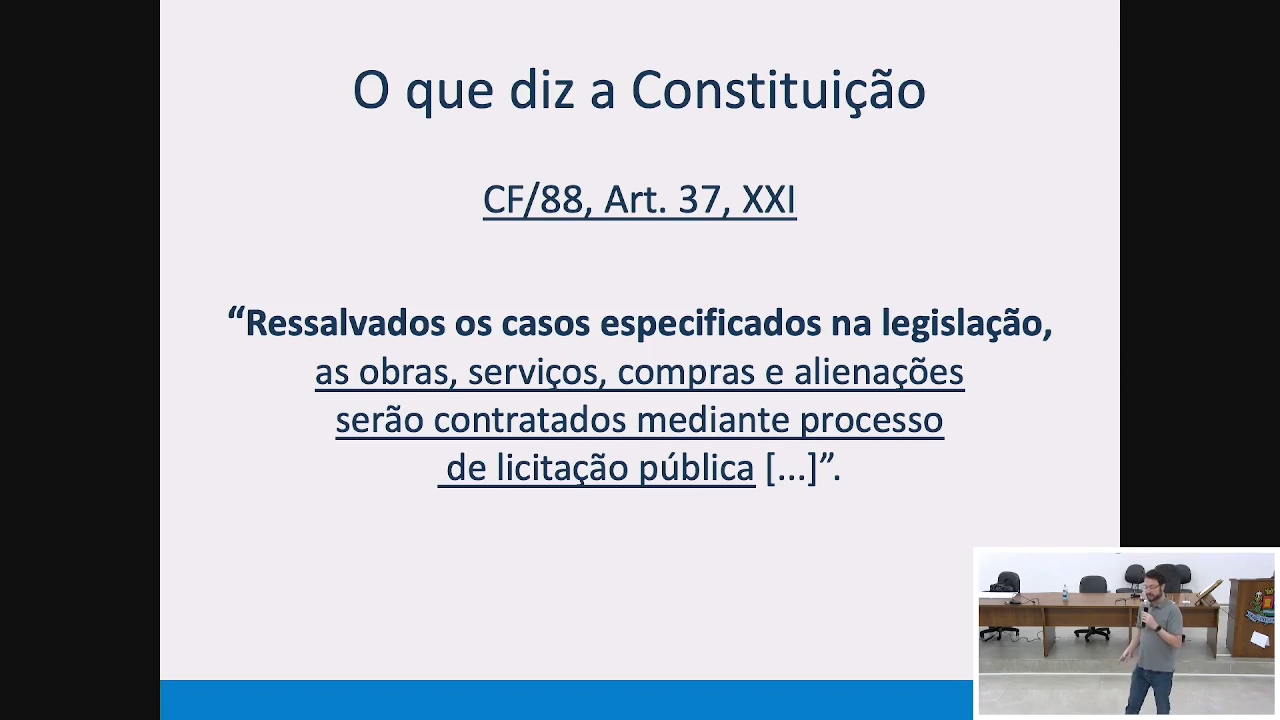 O que diz a Constituição
CF/88, Art. 37, XXI
“Ressalvados os casos especificados na legislação,
as obras, serviços, compras e alienações
serão contratados mediante processo
de licitação pública [...]”.